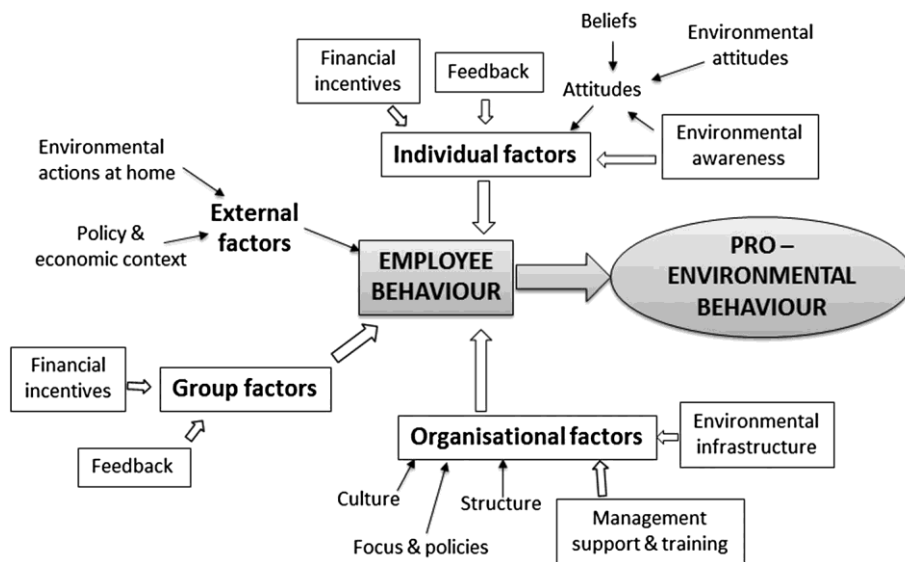 Beliefs
Environmental
attitudes
Financial
incentives
Feedback
Attitudes
Individual factors
Environmental
awareness
Environmental
actions at home
External
factors
Policy &
economic context
EMPLOYEE
BEHAVIOUR
PRO –
ENVIRONMENTAL
BEHAVIOUR
Financial
incentives
Group factors
Feedback
Organisational factors
Environmental
infrastructure
Culture
Structure
Focus & policies
Management
support & training